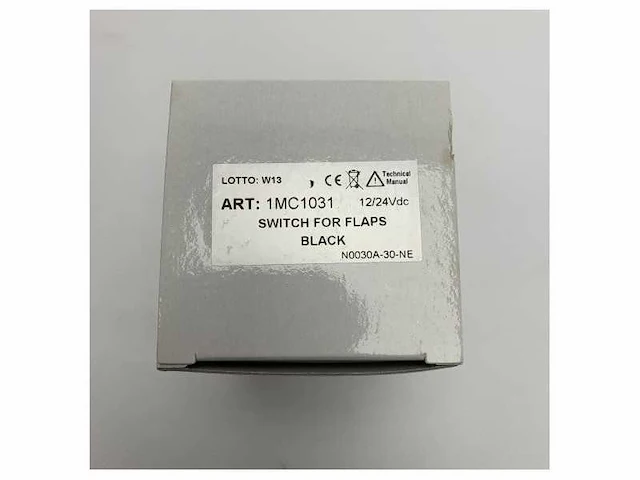 LOTTO: W13
CE Technical Manual
ART: 1MC1031 12/24Vdc
SWITCH FOR FLAPS
BLACK
N0030A-30-NE